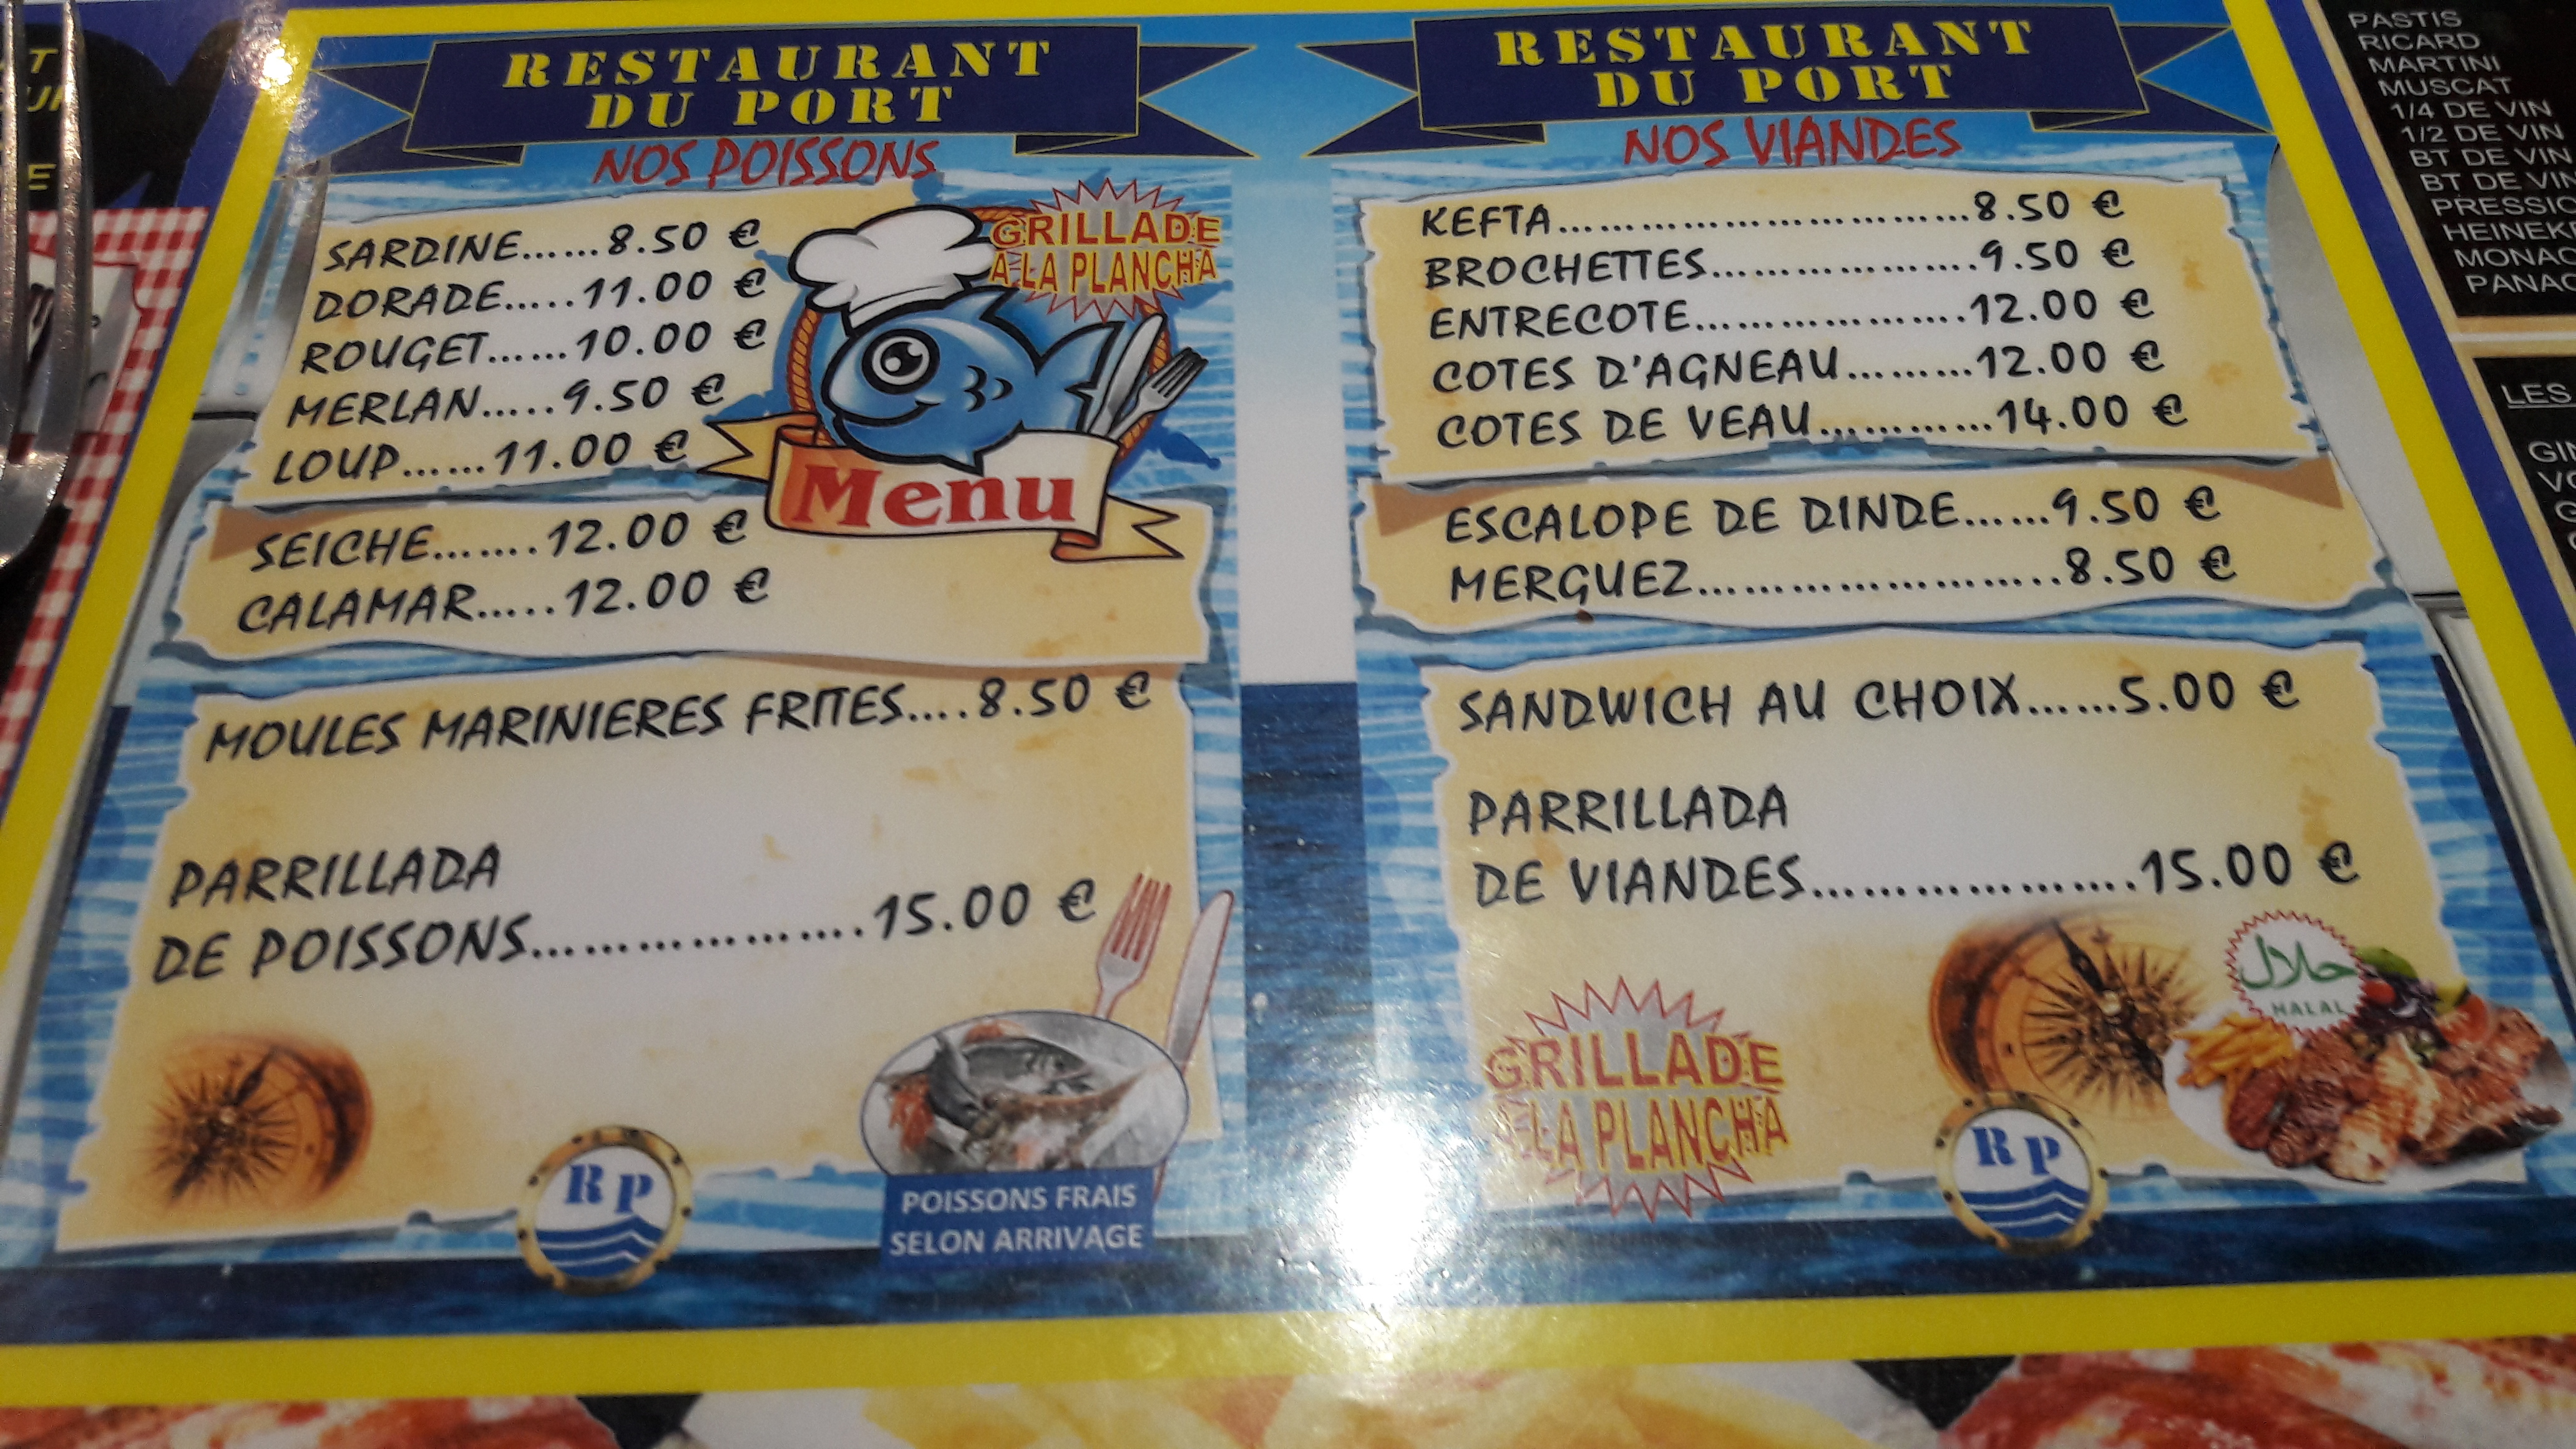 RESTAURANT
DU PORT
NOS POISSONS
GRILLADE
A LA PLANCHA
SARDINE......8.50 €
DORADE.....11.00 €
ROUGET......10.00 €
MERLAN.....9.50 €
LOUP......11.00 €
Menu
SEICHE.......12.00 €
CALAMAR.....12.00 €
MOULES MARINIERES FRITES....8.50 €
PARRILLADA
DE POISSONS...................15.00 €
RP
POISSONS FRAIS
SELON ARRIVAGE
RESTAURANT
DU PORT
NOS VIANDES
KEFTA..............................8.50 €
BROCHETTES...................9.50 €
ENTRECOTE...................12.00 €
COTES D'AGNEAU.........12.00 €
COTES DE VEAU............14.00 €
ESCALOPE DE DINDE......9.50 €
MERGUEZ.......................8.50 €
SANDWICH AU CHOIX......5.00 €
PARRILLADA
DE VIANDES...................15.00 €
حلال
HALAL
GRILLADE
A LA PLANCHA
RP
PASTIS
RICARD
MARTINI
MUSCAT
1/4 DE VIN
1/2 DE VIN
BT DE VIN
BT DE VIN
LES